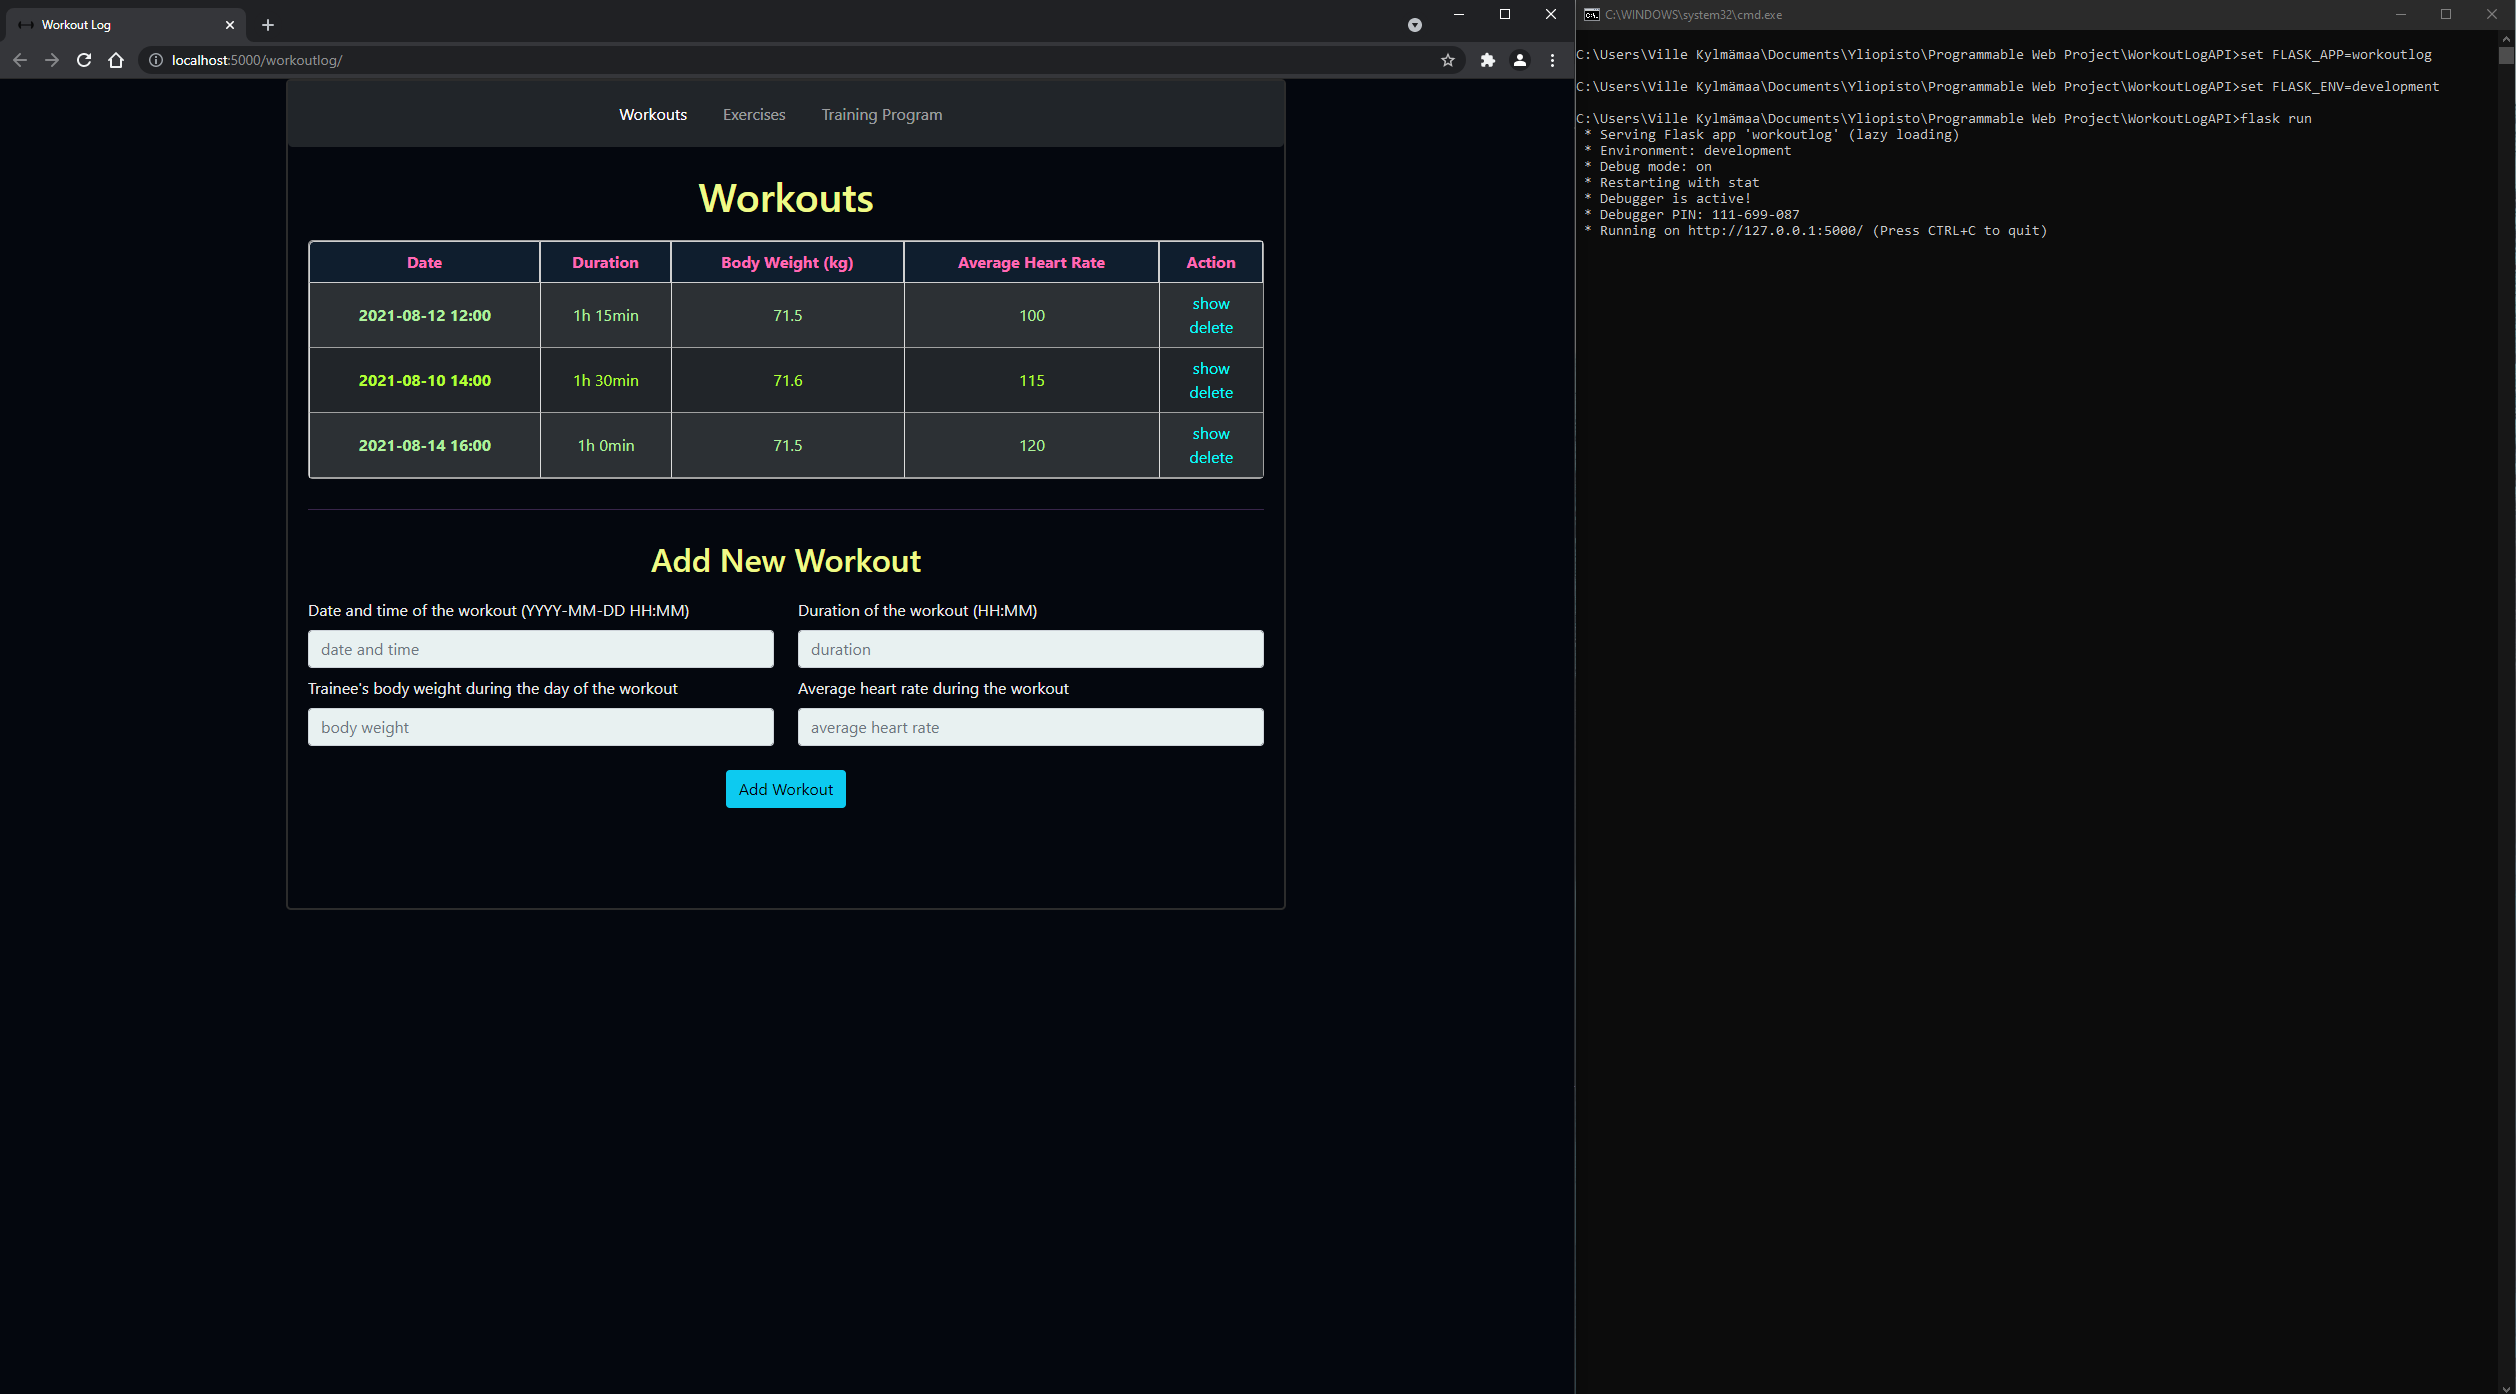 Workout Log
localhost:5000/workoutlog/
Workouts Exercises Training Program
Workouts
Date Duration Body Weight (kg) Average Heart Rate Action
2021-08-12 12:00 1h 15min 71.5 100 show
delete
2021-08-10 14:00 1h 30min 71.6 115 show
delete
2021-08-14 16:00 1h 0min 71.5 120 show
delete
Add New Workout
Date and time of the workout (YYYY-MM-DD HH:MM) Duration of the workout (HH:MM)
date and time duration
Trainee's body weight during the day of the workout Average heart rate during the workout
body weight average heart rate
Add Workout
C:\WINDOWS\system32\cmd.exe
C:\Users\Ville Kylmämaa\Documents\Yliopisto\Programmable Web Project\WorkoutLogAPI>set FLASK_APP=workoutlog
C:\Users\Ville Kylmämaa\Documents\Yliopisto\Programmable Web Project\WorkoutLogAPI>set FLASK_ENV=development
C:\Users\Ville Kylmämaa\Documents\Yliopisto\Programmable Web Project\WorkoutLogAPI>flask run
* Serving Flask app 'workoutlog' (lazy loading)
* Environment: development
* Debug mode: on
* Restarting with stat
* Debugger is active!
* Debugger PIN: 111-699-087
* Running on http://127.0.0.1:5000/ (Press CTRL+C to quit)